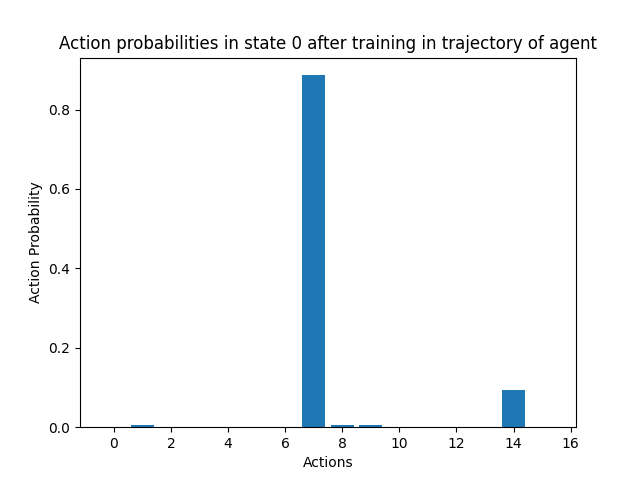 Action probabilities in state 0 after training in trajectory of agent
Action Probability
0.8
0.6
0.4
0.2
0.0
0 2 4 6 8 10 12 14 16
Actions